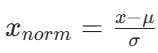 x_{norm} = \frac{x-\mu}{\sigma}